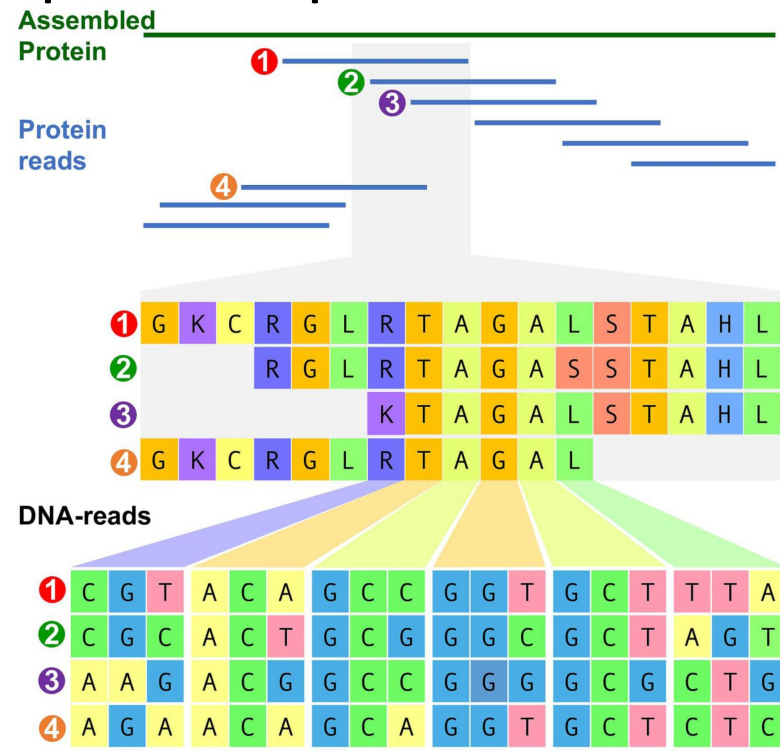 Assembled
Protein
1
2
3
Protein
reads
4
1 G K C R G L R T A G A L S T A H L
2 R G L R T A G A S S T A H L
3 K T A G A L S T A H L
4 G K C R G L R T A G A L
DNA-reads
1 C G T A C A G C C G G T G C T T T A
2 C G C A C T G C G G G C G C T A G T
3 A A G A C G G C C G G G G C G C T G
4 A G A A C A G C A G G T G C T C T C